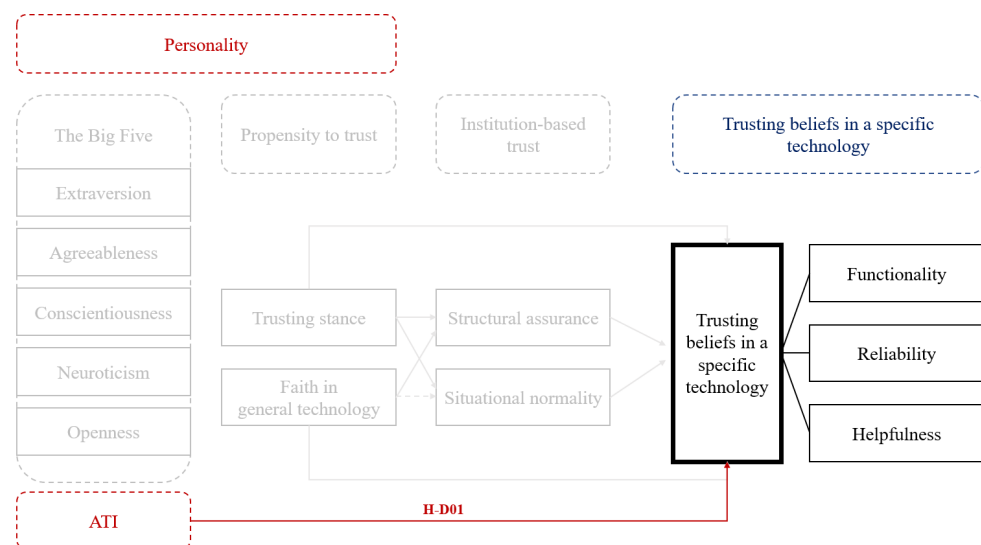 Personality
The Big Five
Propensity to trust
Institution-based
trust
Trusting beliefs in a specific
technology
Extraversion
Agreeableness
Conscientiousness
Neuroticism
Openness
Trusting stance
Faith in
general technology
Structural assurance
Situational normality
Trusting
beliefs in a
specific
technology
Functionality
Reliability
Helpfulness
ATI
H-D01